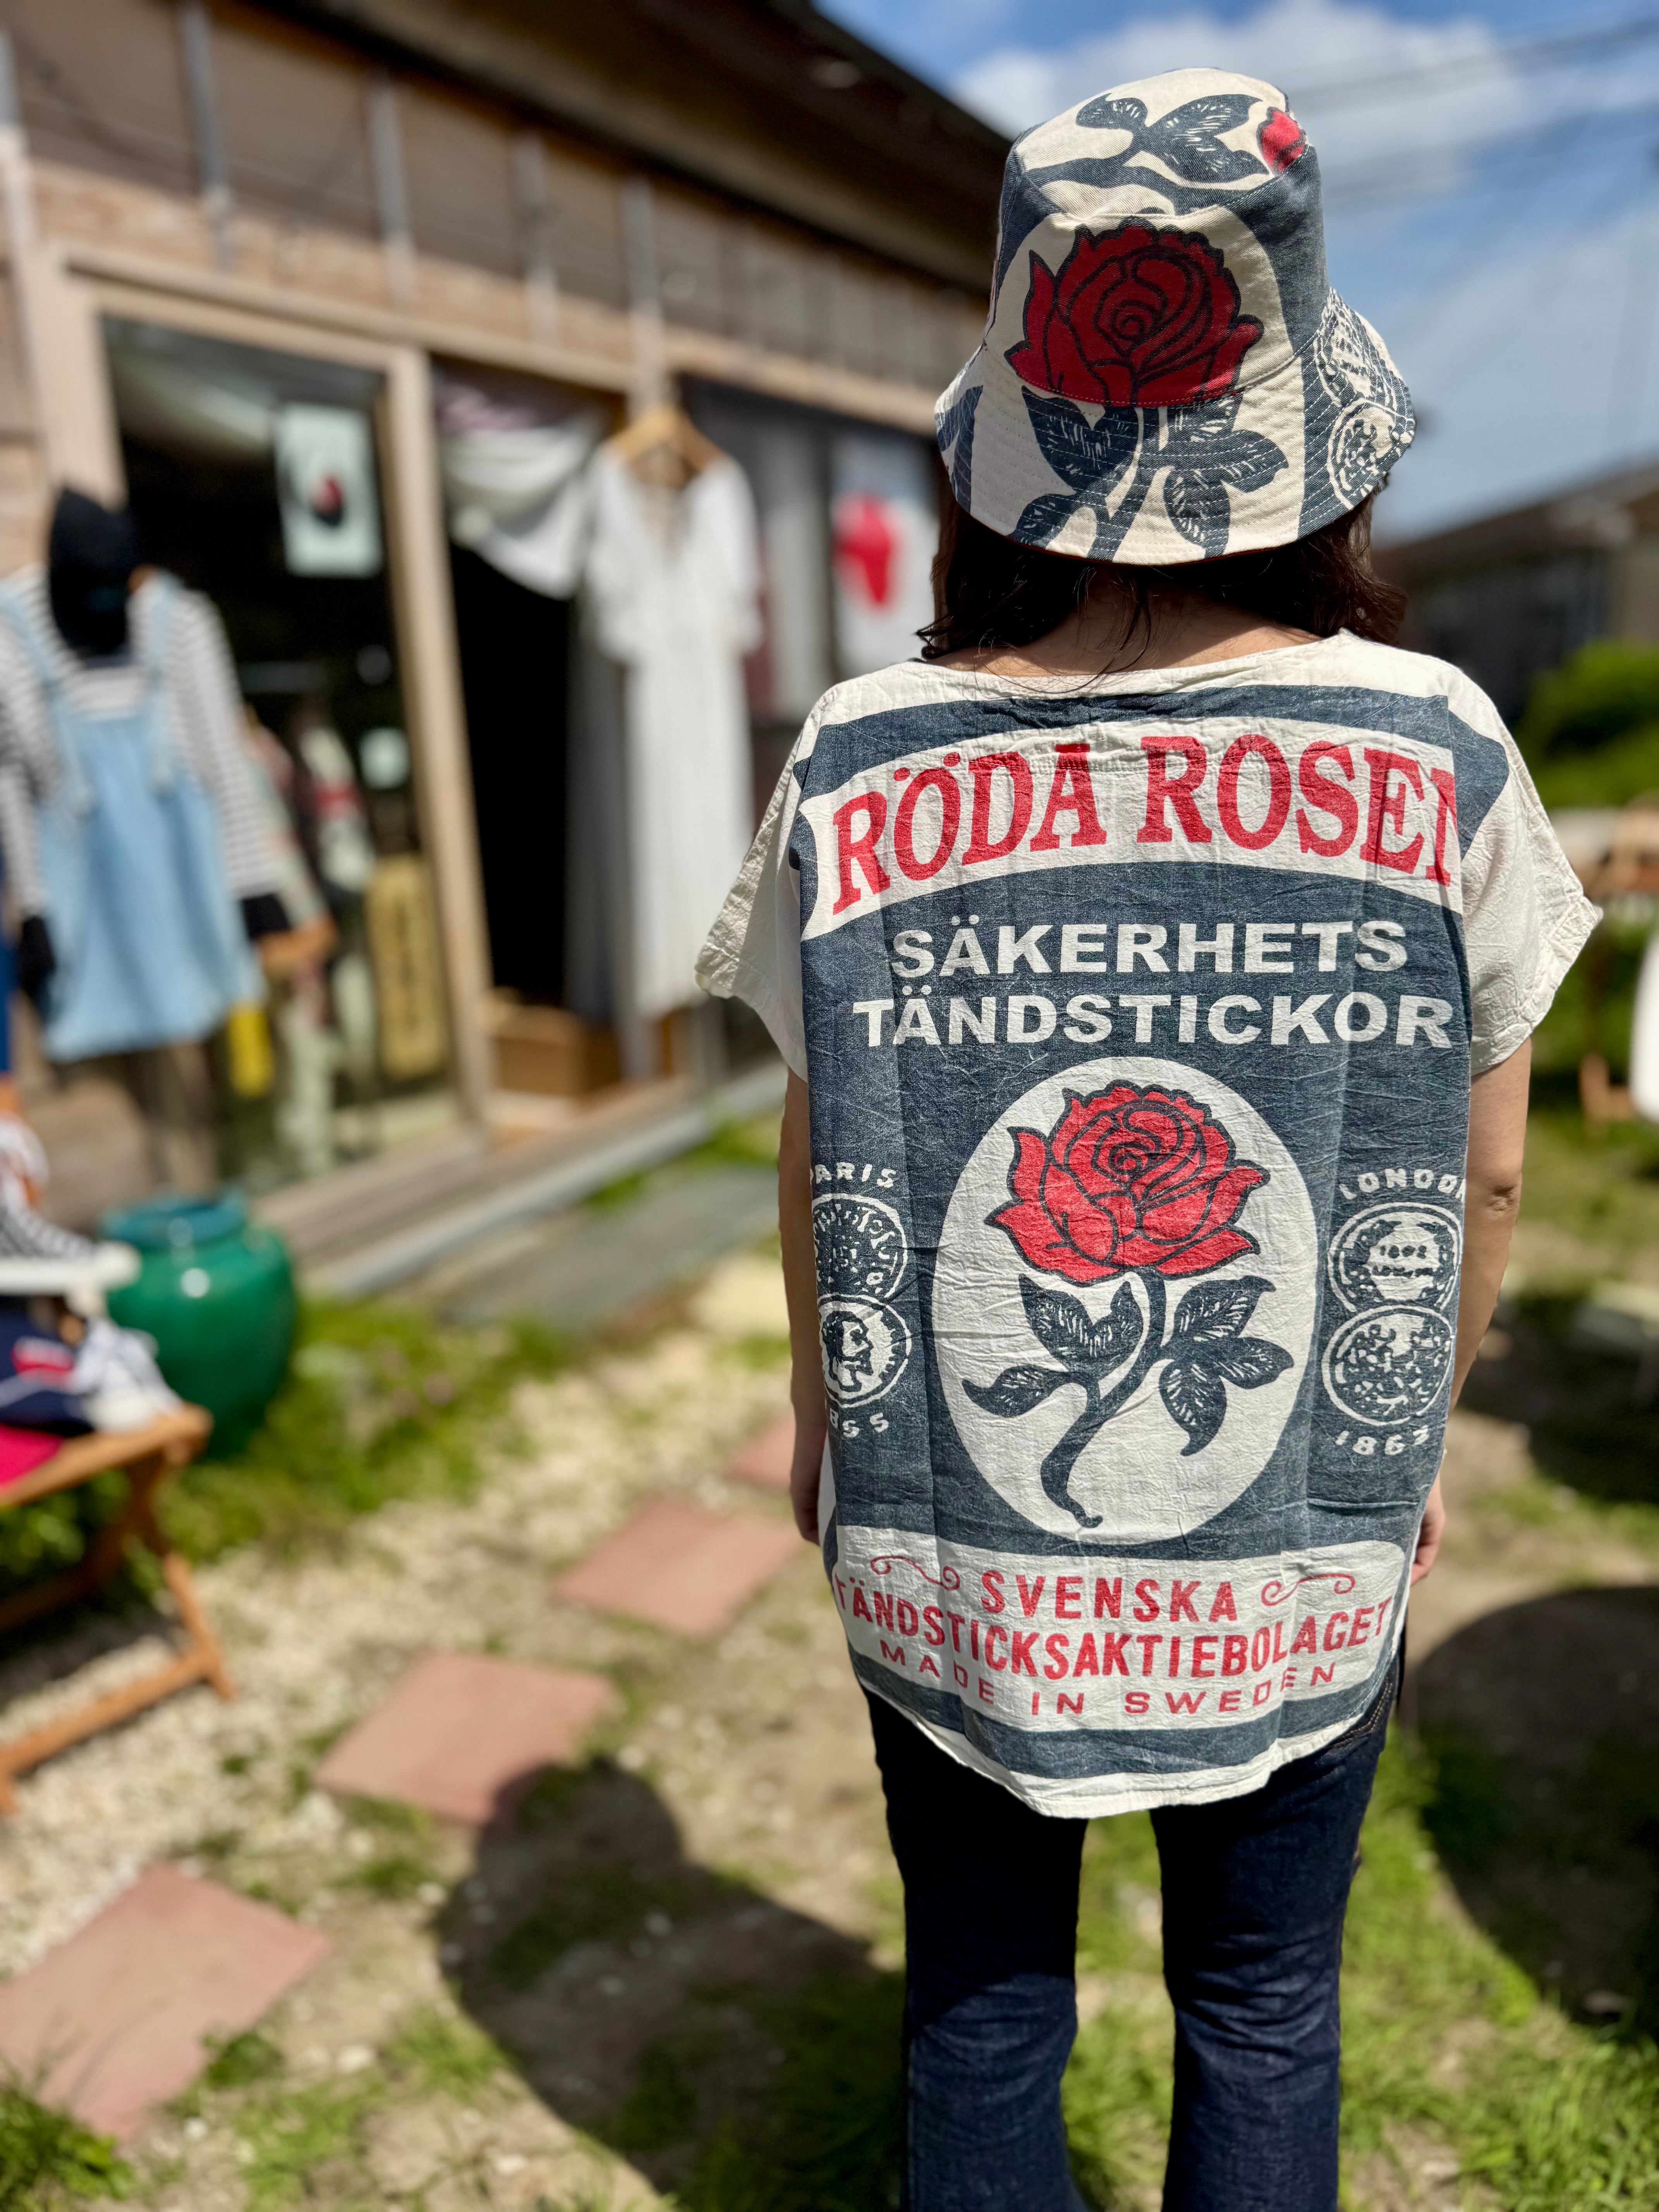 RÖDA ROSEN
SÄKERHETS
TÄNDSTICKOR
PARIS
1855
LONDON
1862
SVENSKA
TÄNDSTICKSAKTIEBOLAGET
MADE IN SWEDEN